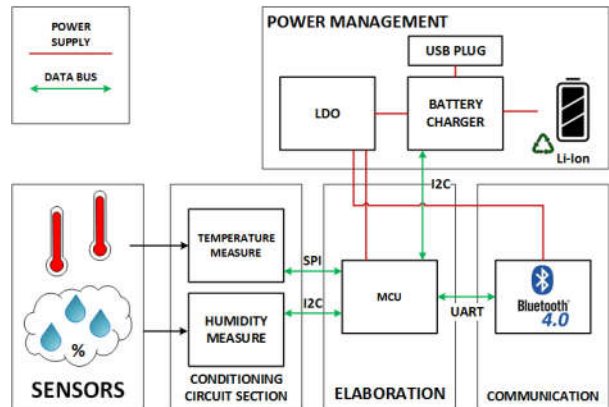 POWER
SUPPLY
DATA BUS
POWER MANAGEMENT
USB PLUG
LDO
BATTERY
CHARGER
Li-Ion
I2C
TEMPERATURE
MEASURE
SPI
MCU
I2C
HUMIDITY
MEASURE
UART
Bluetooth®
4.0
%
SENSORS
CONDITIONING
CIRCUIT SECTION
ELABORATION
COMMUNICATION